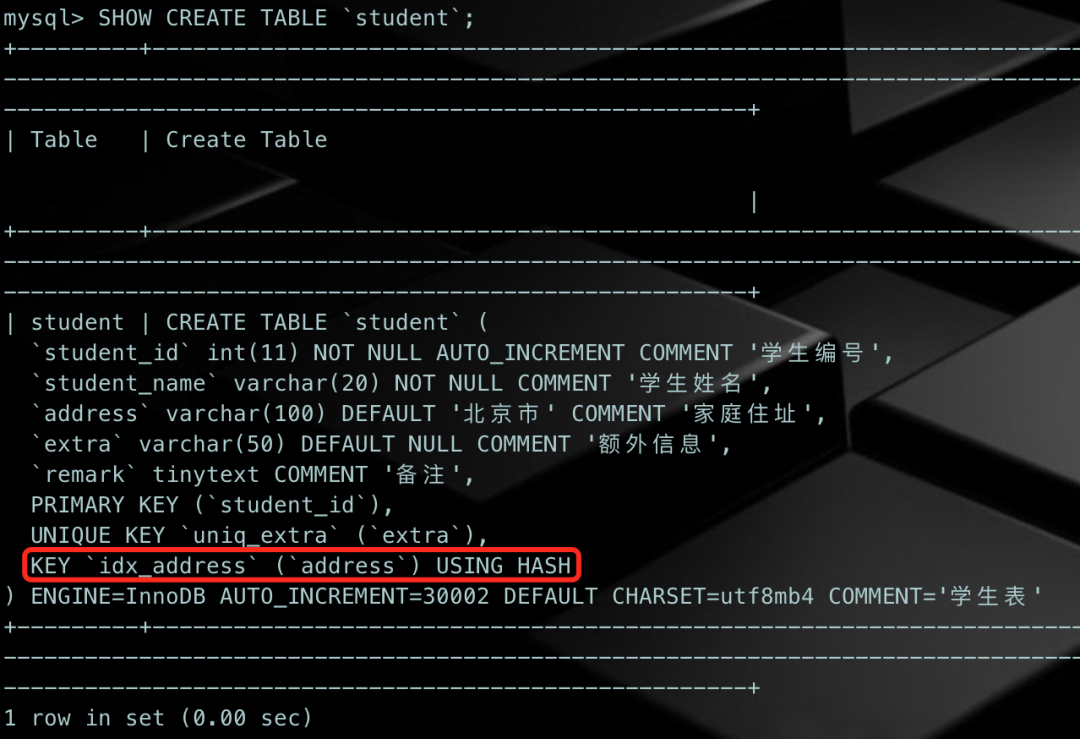 mysql> SHOW CREATE TABLE `student`;
+---------+---------------------------------------------------------------------
--------------------------------------------------------------------------------
-------------------------------------------------------+
| Table   | Create Table
|
+---------+---------------------------------------------------------------------
--------------------------------------------------------------------------------
-------------------------------------------------------+
| student | CREATE TABLE `student` (
  `student_id` int(11) NOT NULL AUTO_INCREMENT COMMENT '学生编号',
  `student_name` varchar(20) NOT NULL COMMENT '学生姓名',
  `address` varchar(100) DEFAULT '北京市' COMMENT '家庭住址',
  `extra` varchar(50) DEFAULT NULL COMMENT '额外信息',
  `remark` tinytext COMMENT '备注',
  PRIMARY KEY (`student_id`),
  UNIQUE KEY `uniq_extra` (`extra`),
  KEY `idx_address` (`address`) USING HASH
) ENGINE=InnoDB AUTO_INCREMENT=30002 DEFAULT CHARSET=utf8mb4 COMMENT='学生表'
+---------+---------------------------------------------------------------------
--------------------------------------------------------------------------------
-------------------------------------------------------+
1 row in set (0.00 sec)